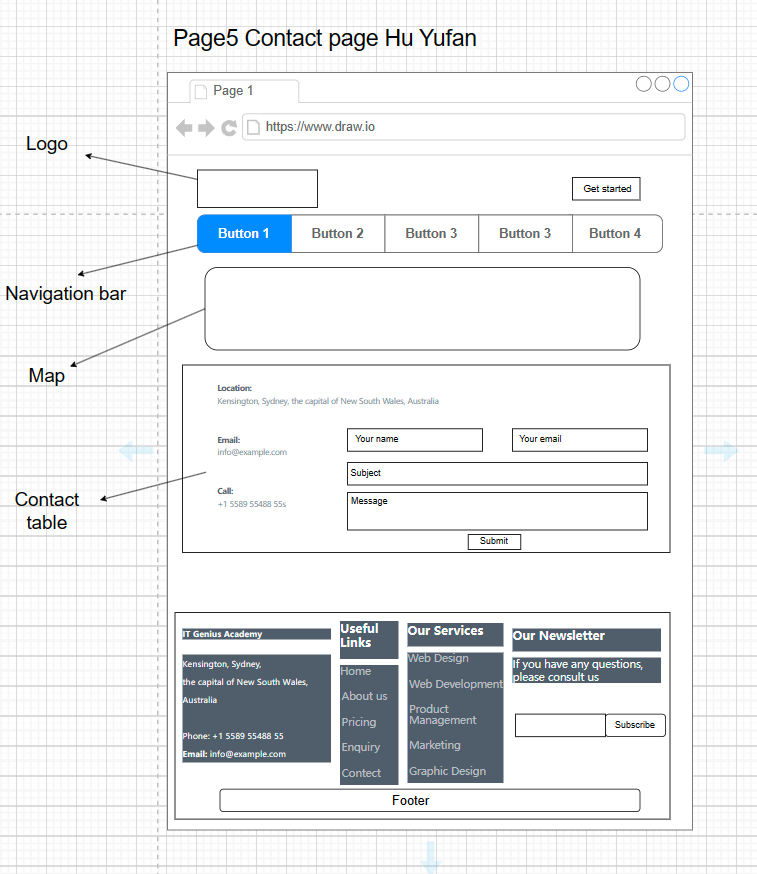 Page5 Contact page Hu Yufan
Page 1
https://www.draw.io
Logo
Get started
Button 1
Button 2
Button 3
Button 3
Button 4
Navigation bar
Map
Location:
Kensington, Sydney, the capital of New South Wales, Australia
Email:
info@example.com
Call:
+1 5589 55488 55s
Your name
Your email
Subject
Message
Submit
Contact
table
IT Genius Academy
Kensington, Sydney,
the capital of New South Wales,
Australia
Phone: +1 5589 55488 55
Email: info@example.com
Useful
Links
Home
About us
Pricing
Enquiry
Contect
Our Services
Web Design
Web Development
Product
Management
Marketing
Graphic Design
Our Newsletter
If you have any questions,
please consult us
Subscribe
Footer